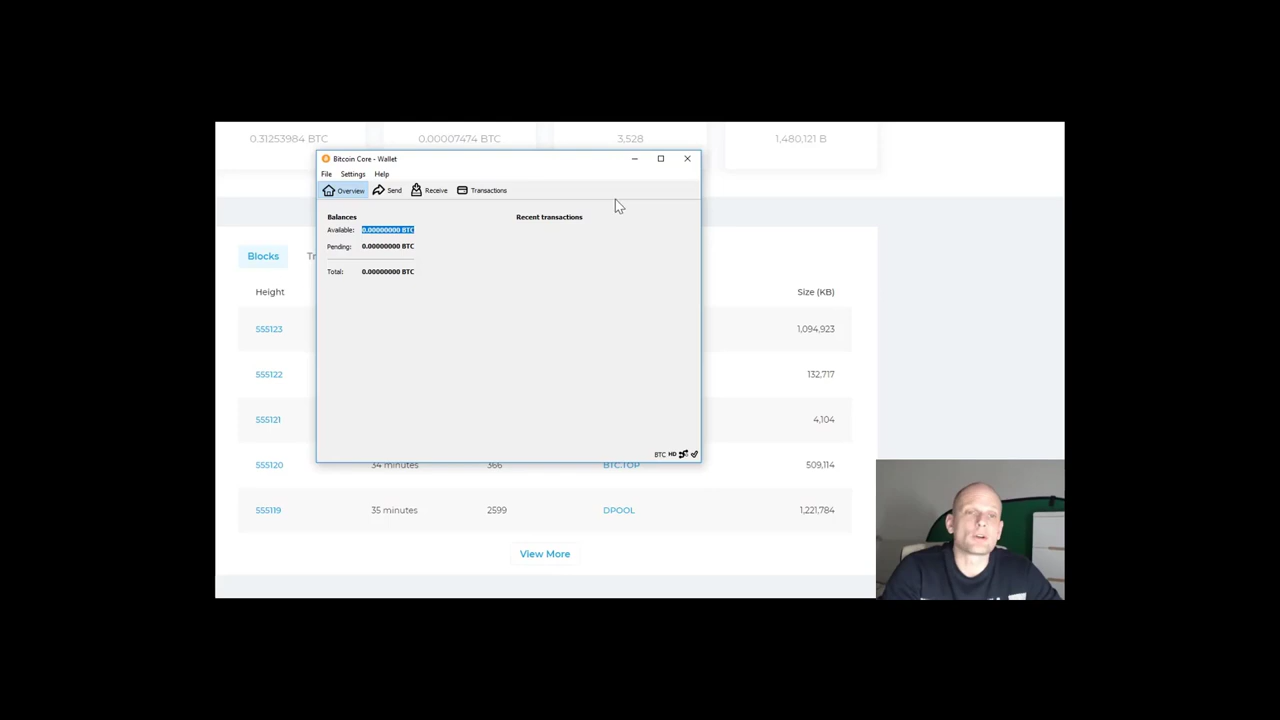 0.31253984 BTC 0.00007474 BTC 3,528 1,480,121 B
Bitcoin Core - Wallet
File Settings Help
Overview Send Receive Transactions
Balances Recent transactions
Available: 0.00000000 BTC
Pending: 0.00000000 BTC
Total: 0.00000000 BTC
BTC HD
Blocks
Height Size (KB)
555123 1,094,923
555122 132,717
555121 4,104
555120 34 minutes 366 BTC.TOP 509,114
555119 35 minutes 2599 DPOOL 1,221,784
View More